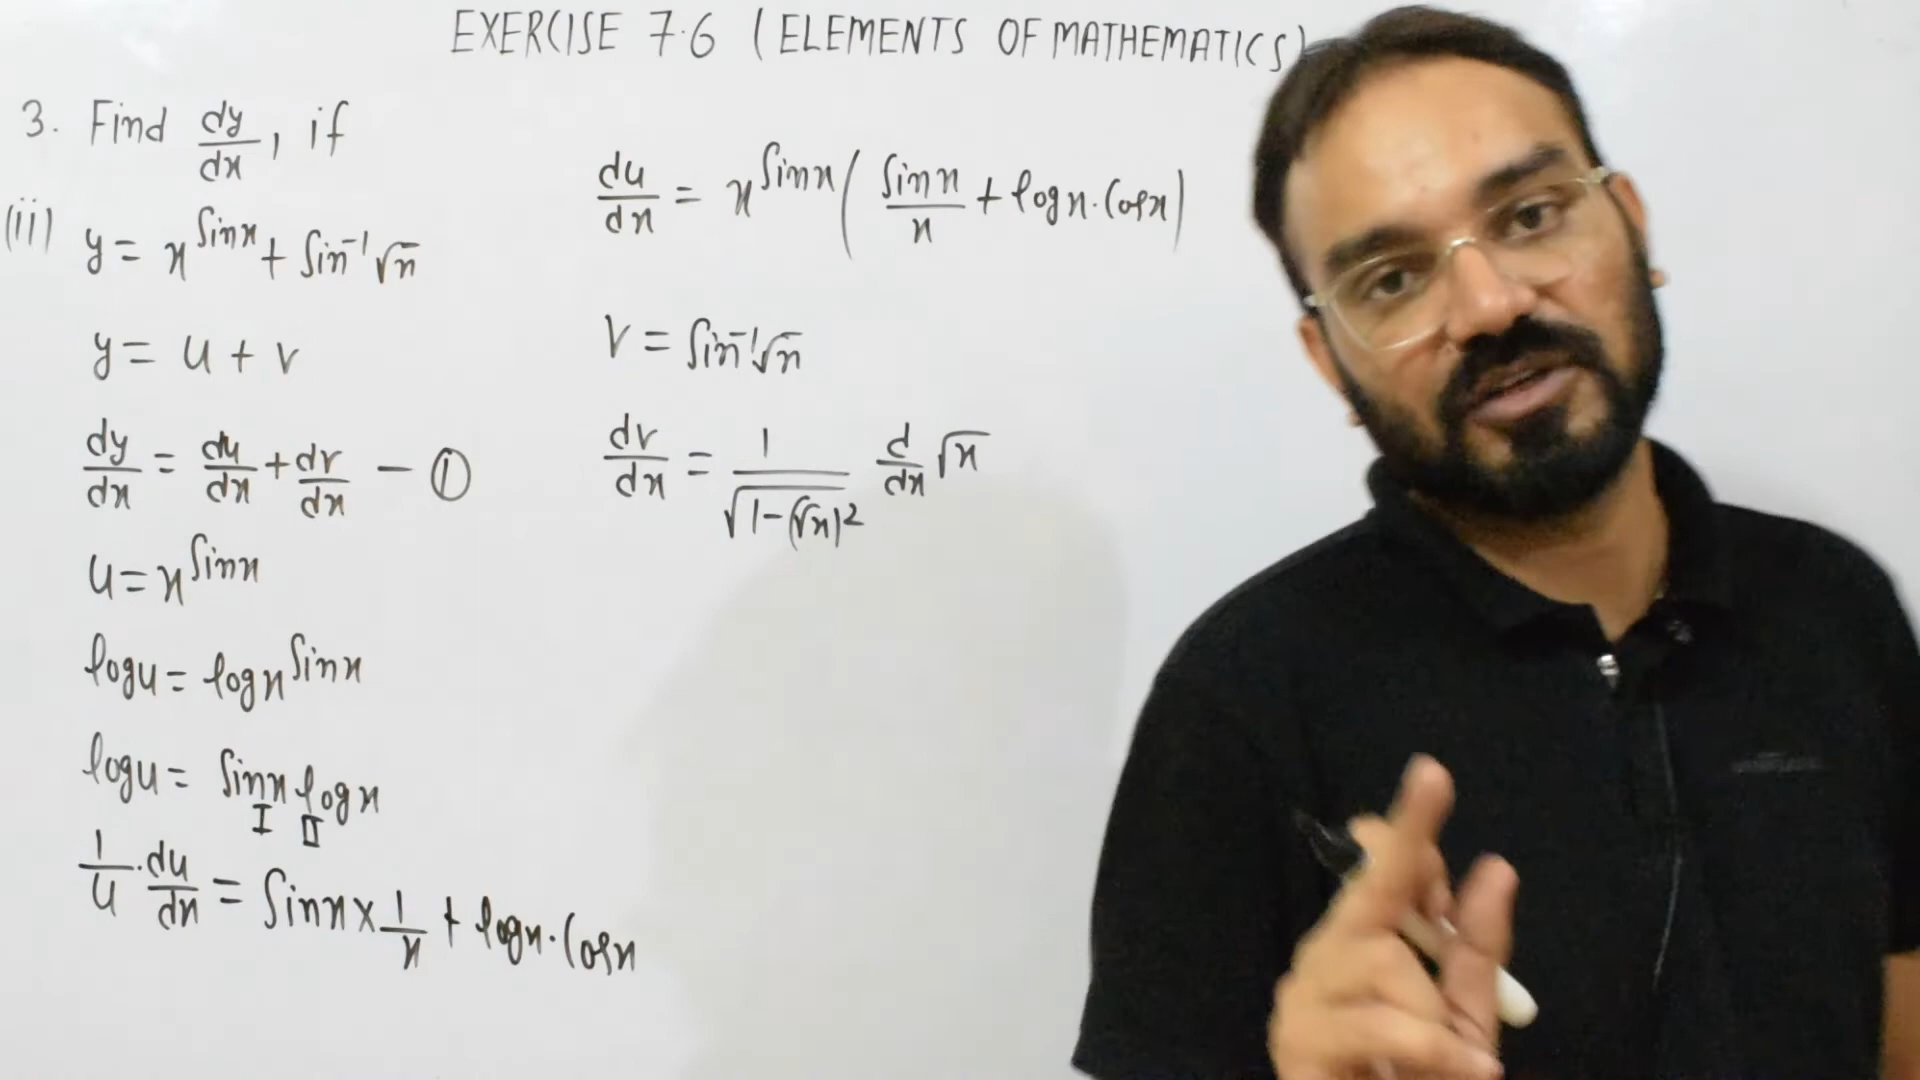 EXERCISE 7.6 (ELEMENTS OF MATHEMATICS)
3. Find dy/dx, if
(ii) y = x^sinx + sin⁻¹√x
y = u + v
dy/dx = du/dx + dv/dx — ①
u = x^sinx
logu = logx^sinx
logu = sinx logx
I II
1/u · du/dx = sinx × 1/x + logx · cosx
du/dx = x^sinx ( sinx/x + logx · cosx )
v = sin⁻¹√x
dv/dx = 1/√1-(√x)² d/dx √x